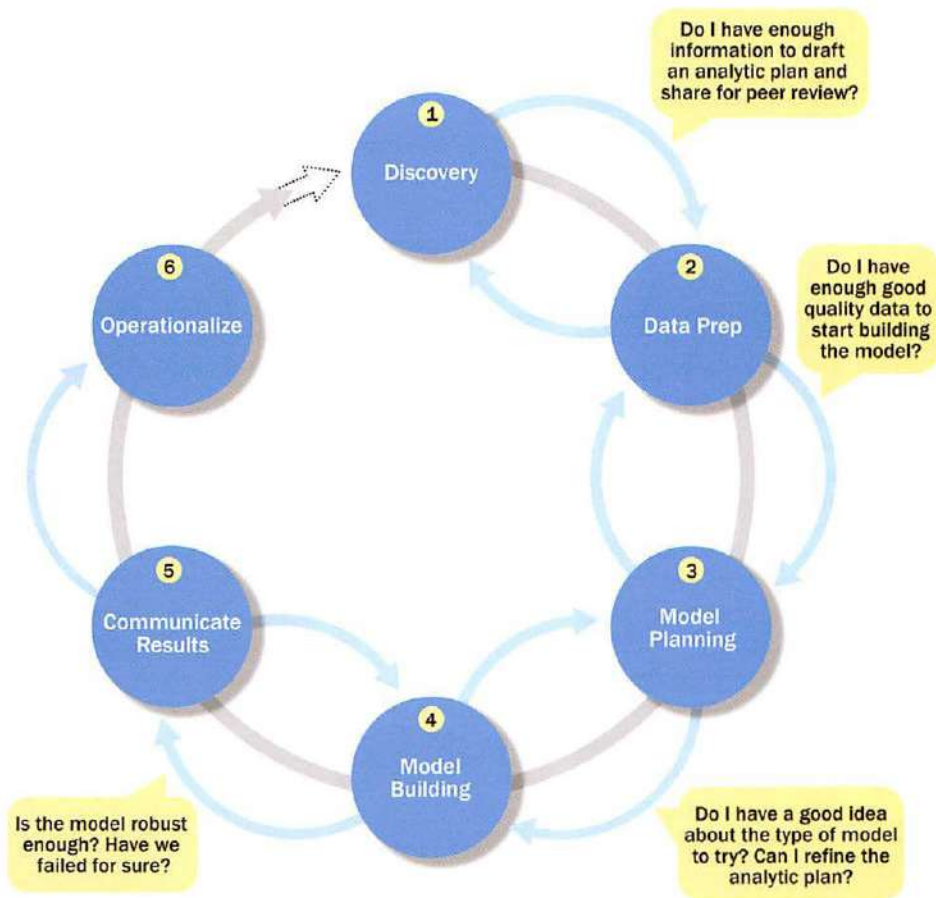 Do I have enough
information to draft
an analytic plan and
share for peer review?
1
Discovery
2
Data Prep
Do I have
enough good
quality data to
start building
the model?
3
Model
Planning
Do I have a good idea
about the type of model
to try? Can I refine the
analytic plan?
4
Model
Building
Is the model robust
enough? Have we
failed for sure?
5
Communicate
Results
6
Operationalize